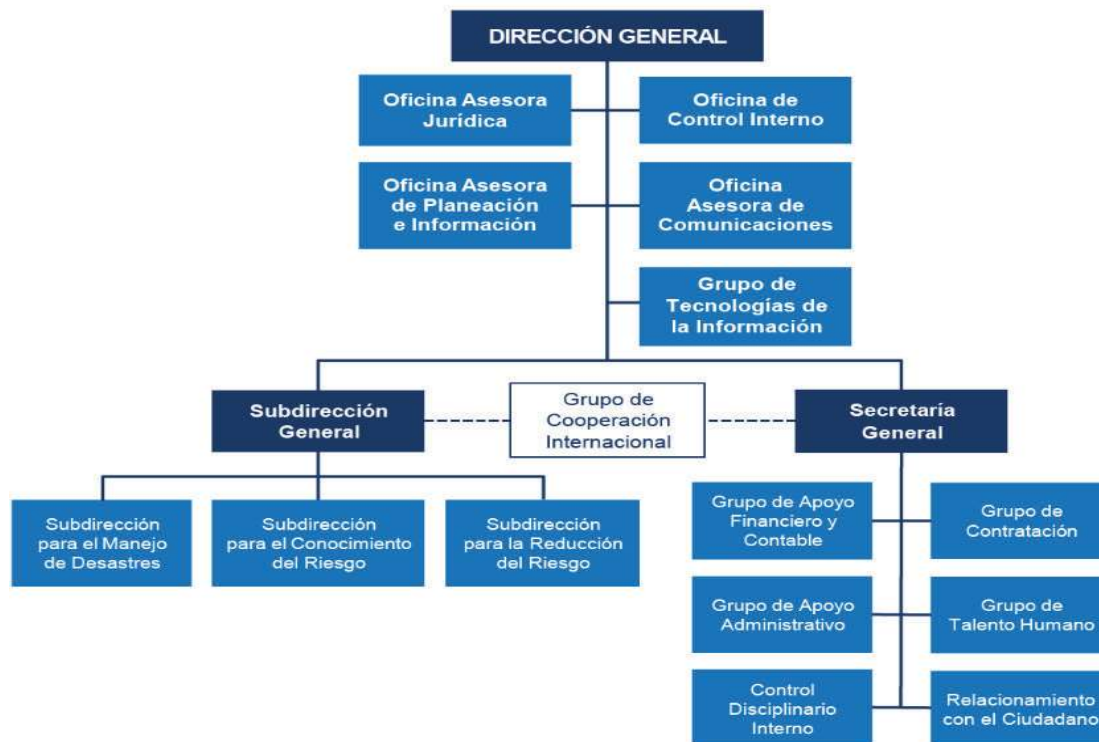 DIRECCIÓN GENERAL
Oficina Asesora
Jurídica
Oficina de
Control Interno
Oficina Asesora
de Planeación
e Información
Oficina
Asesora de
Comunicaciones
Grupo de
Tecnologías de
la Información
Subdirección
General
Grupo de
Cooperación
Internacional
Secretaría
General
Subdirección
para el Manejo
de Desastres
Subdirección
para el Conocimiento
del Riesgo
Subdirección
para la Reducción
del Riesgo
Grupo de Apoyo
Financiero y
Contable
Grupo de
Contratación
Grupo de Apoyo
Administrativo
Grupo de
Talento Humano
Control
Disciplinario
Interno
Relacionamiento
con el Ciudadano